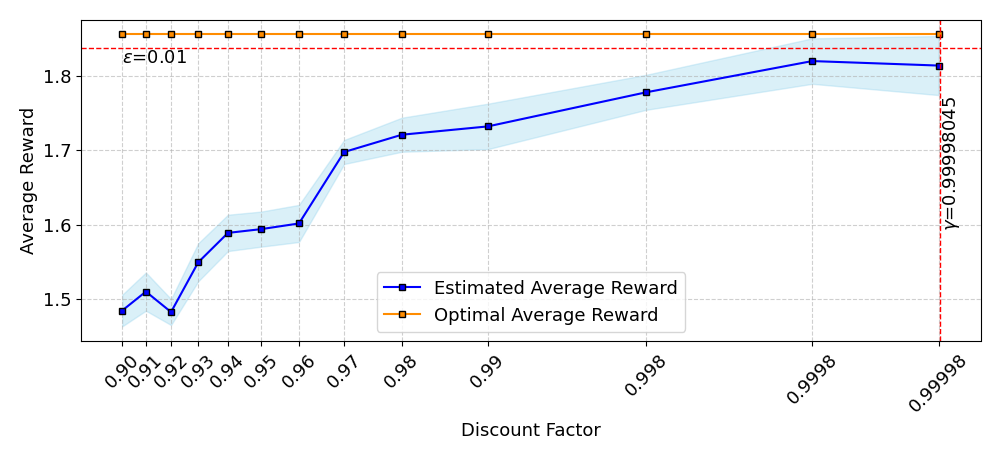 ε=0.01
1.8
1.7
1.6
1.5
Average Reward
γ=0.99998045
Estimated Average Reward
Optimal Average Reward
0.90
0.91
0.92
0.93
0.94
0.95
0.96
0.97
0.98
0.99
0.998
0.9998
0.99998
Discount Factor